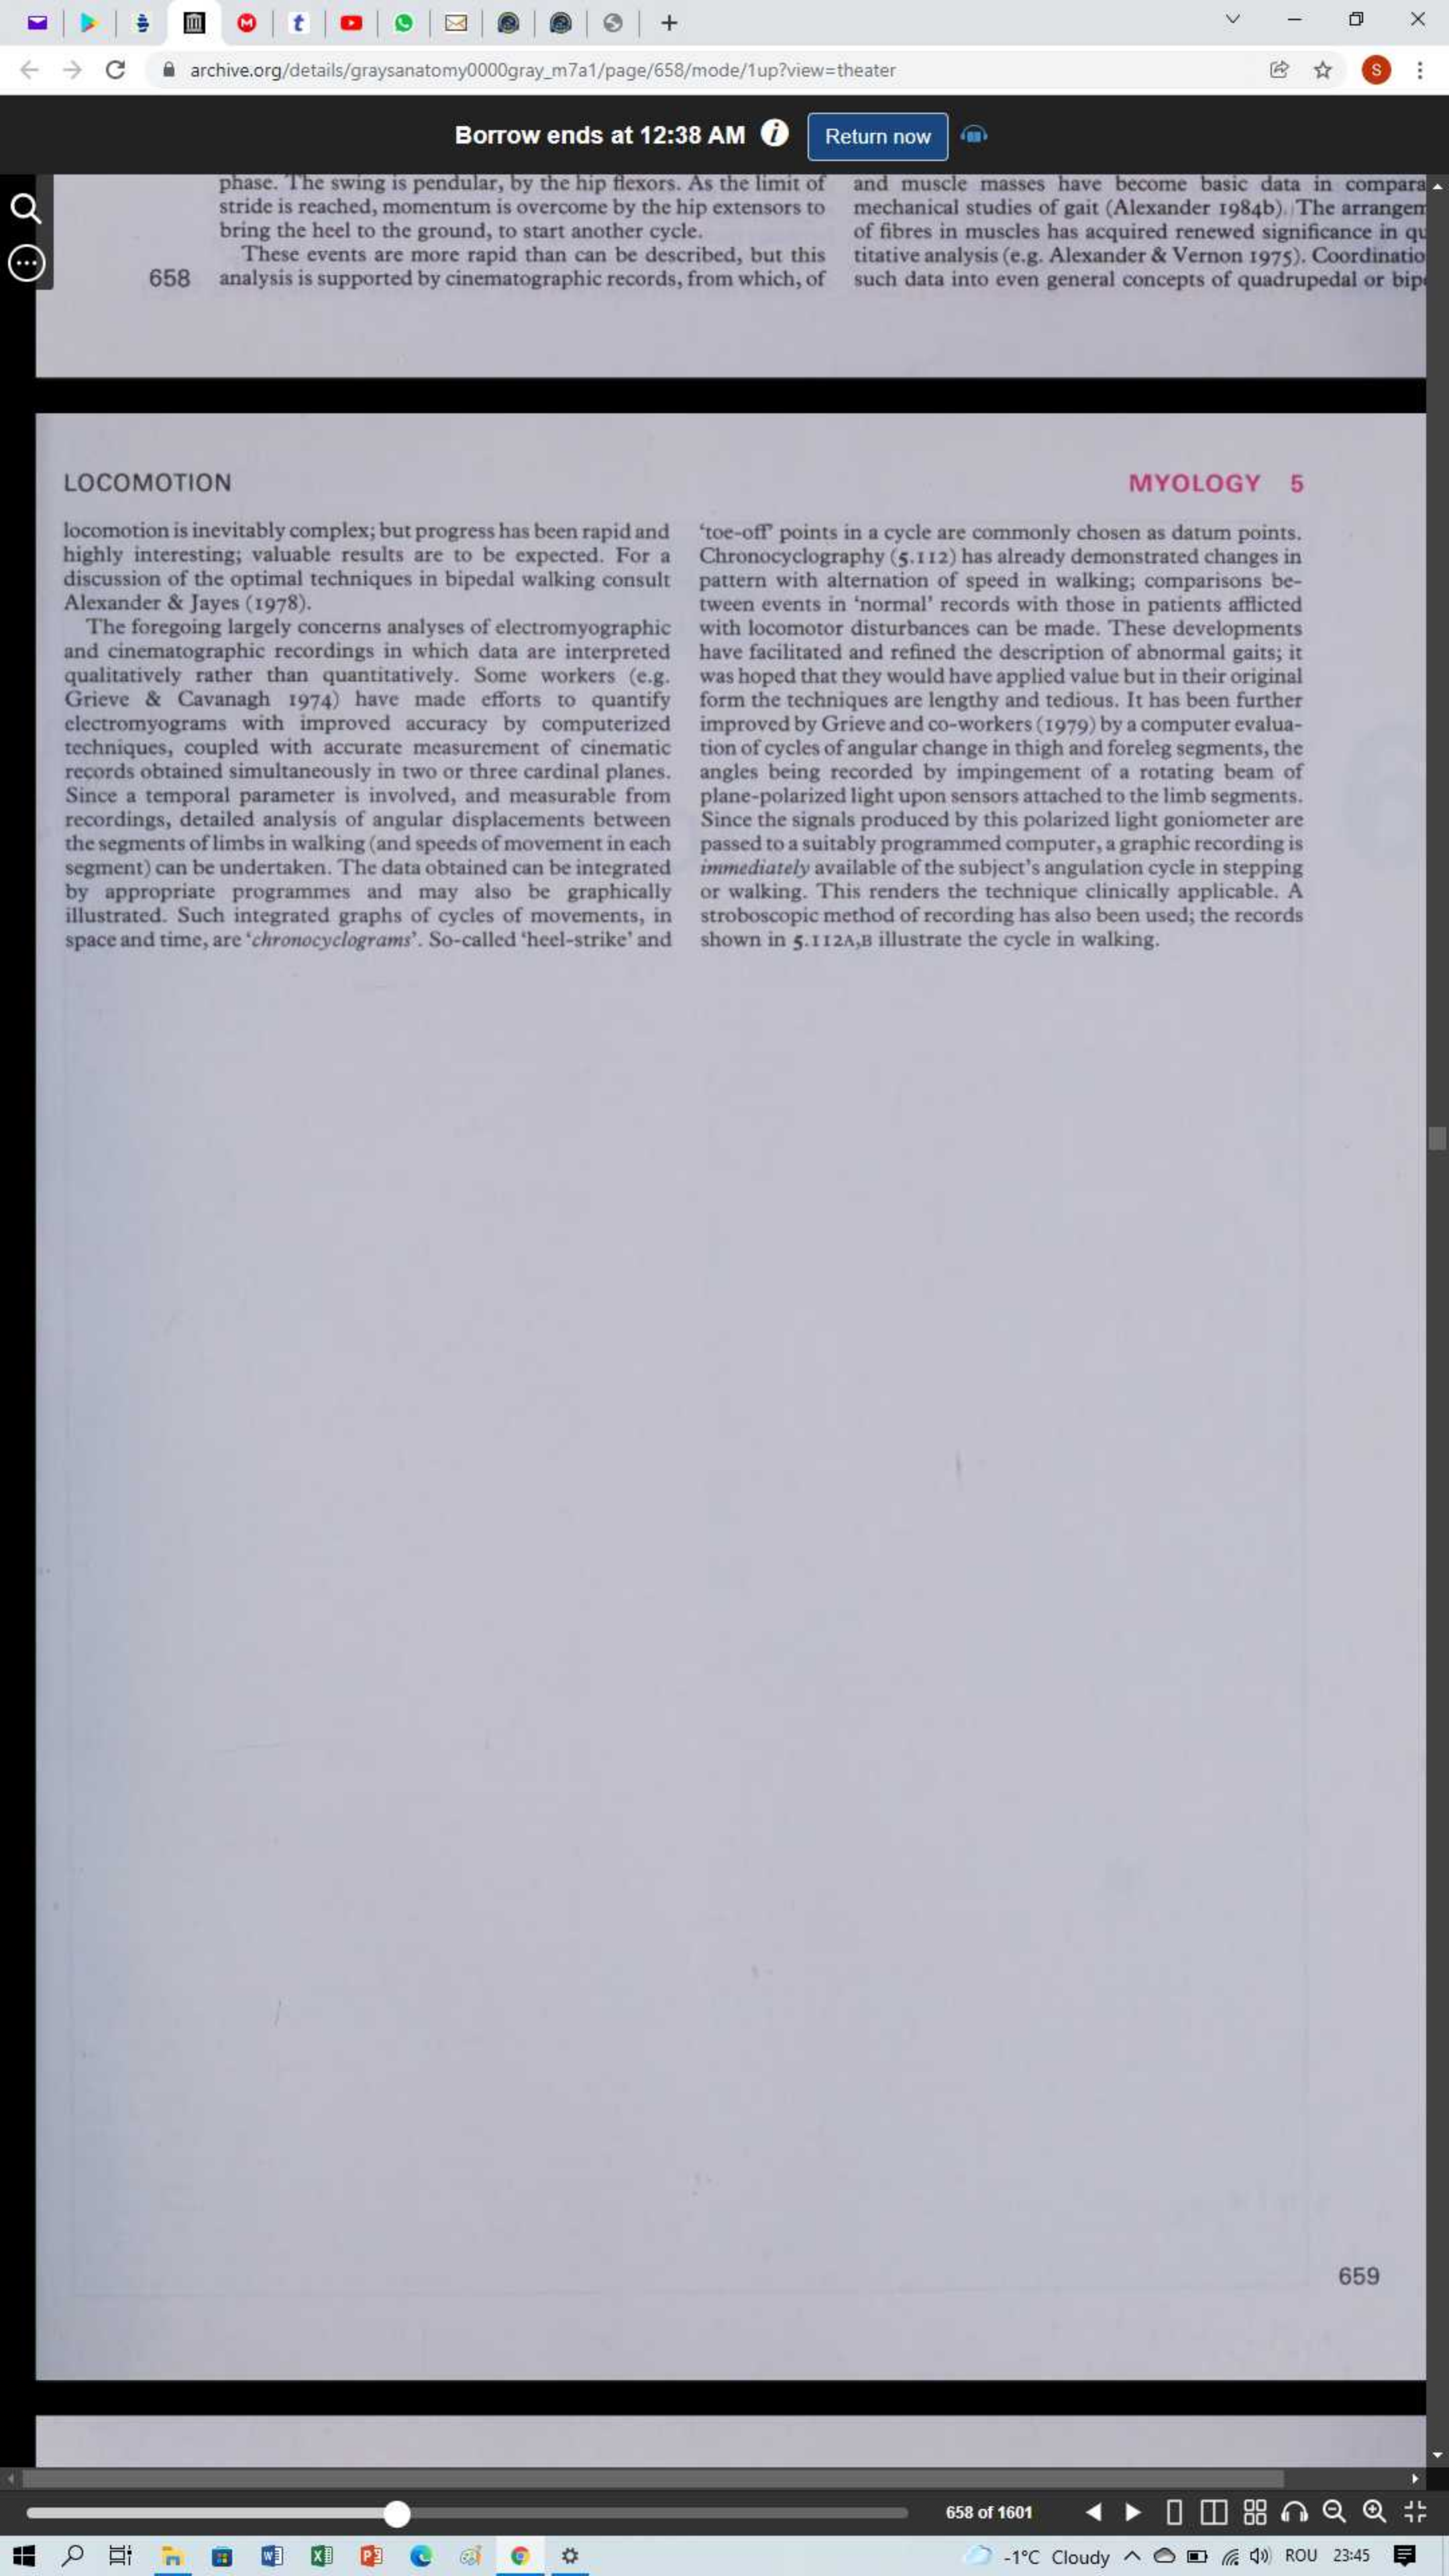 archive.org/details/graysanatomy0000gray_m7a1/page/658/mode/1up?view=theater
S
Borrow ends at 12:38 AM
Return now
phase. The swing is pendular, by the hip flexors. As the limit of
stride is reached, momentum is overcome by the hip extensors to
bring the heel to the ground, to start another cycle.
These events are more rapid than can be described, but this
658 analysis is supported by cinematographic records, from which, of
and muscle masses have become basic data in compara
mechanical studies of gait (Alexander 1984b). The arrangem
of fibres in muscles has acquired renewed significance in qu
titative analysis (e.g. Alexander & Vernon 1975). Coordinatio
such data into even general concepts of quadrupedal or bip
LOCOMOTION
MYOLOGY 5
locomotion is inevitably complex; but progress has been rapid and
highly interesting; valuable results are to be expected. For a
discussion of the optimal techniques in bipedal walking consult
Alexander & Jayes (1978).
The foregoing largely concerns analyses of electromyographic
and cinematographic recordings in which data are interpreted
qualitatively rather than quantitatively. Some workers (e.g.
Grieve & Cavanagh 1974) have made efforts to quantify
electromyograms with improved accuracy by computerized
techniques, coupled with accurate measurement of cinematic
records obtained simultaneously in two or three cardinal planes.
Since a temporal parameter is involved, and measurable from
recordings, detailed analysis of angular displacements between
the segments of limbs in walking (and speeds of movement in each
segment) can be undertaken. The data obtained can be integrated
by appropriate programmes and may also be graphically
illustrated. Such integrated graphs of cycles of movements, in
space and time, are ‘chronocyclograms’. So-called ‘heel-strike’ and
‘toe-off’ points in a cycle are commonly chosen as datum points.
Chronocyclography (5.112) has already demonstrated changes in
pattern with alternation of speed in walking; comparisons be-
tween events in ‘normal’ records with those in patients afflicted
with locomotor disturbances can be made. These developments
have facilitated and refined the description of abnormal gaits; it
was hoped that they would have applied value but in their original
form the techniques are lengthy and tedious. It has been further
improved by Grieve and co-workers (1979) by a computer evalua-
tion of cycles of angular change in thigh and foreleg segments, the
angles being recorded by impingement of a rotating beam of
plane-polarized light upon sensors attached to the limb segments.
Since the signals produced by this polarized light goniometer are
passed to a suitably programmed computer, a graphic recording is
immediately available of the subject’s angulation cycle in stepping
or walking. This renders the technique clinically applicable. A
stroboscopic method of recording has also been used; the records
shown in 5.112A,B illustrate the cycle in walking.
659
658 of 1601
-1°C Cloudy
ROU
23:45